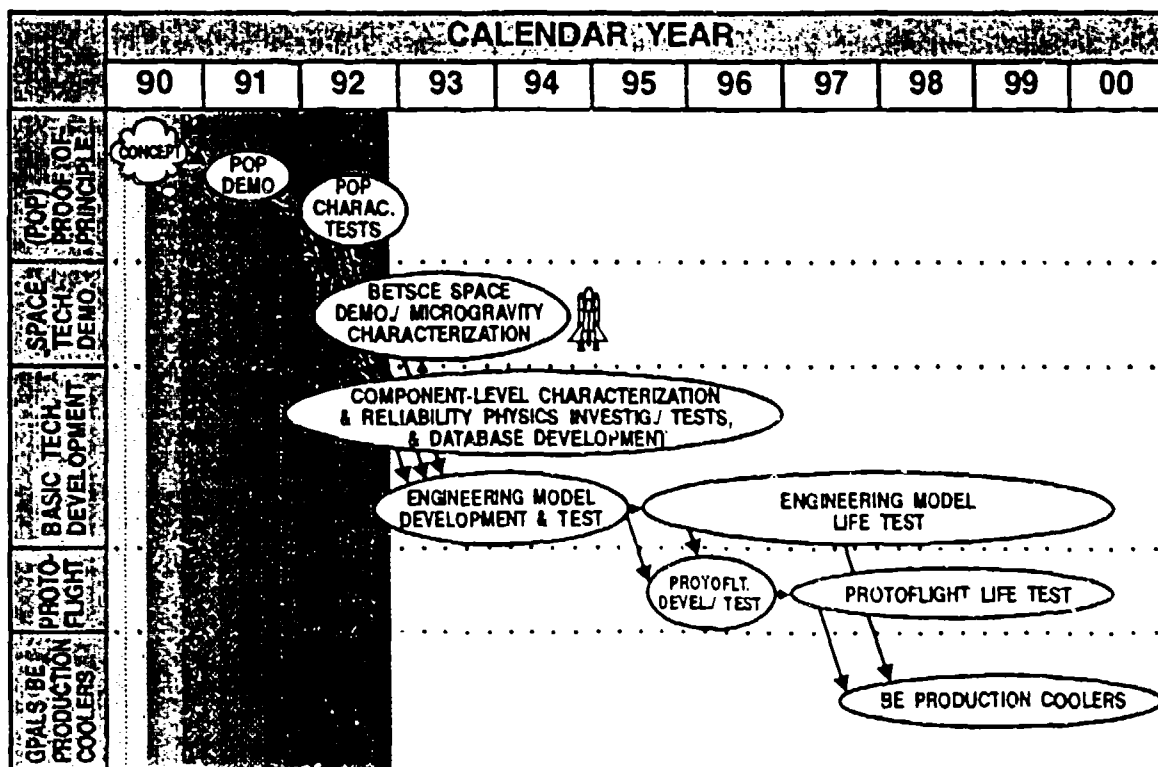 CALENDAR YEAR
90 91 92 93 94 95 96 97 98 99 00
(POP)
PROOF OF
PRINCIPLE
CONCEPT
POP
DEMO
POP
CHARAC.
TESTS
SPACE
TECH.
DEMO.
BETSCE SPACE
DEMO./ MICROGRAVITY
CHARACTERIZATION
BASIC TECH.
DEVELOPMENT
COMPONENT-LEVEL CHARACTERIZATION
& RELIABILITY PHYSICS INVESTIG./ TESTS,
& DATABASE DEVELOPMENT
ENGINEERING MODEL
DEVELOPMENT & TEST
ENGINEERING MODEL
LIFE TEST
PROTO-
FLIGHT
PROTOFLT.
DEVEL./ TEST
PROTOFLIGHT LIFE TEST
GPALS BE
PRODUCTION
COOLERS
BE PRODUCTION COOLERS